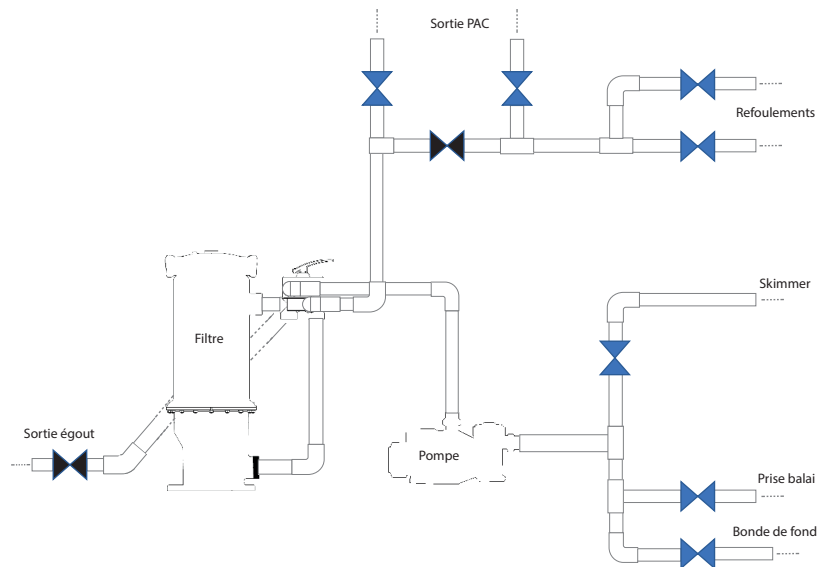 Sortie PAC
Refoulements
Skimmer
Filtre
Sortie égout
Pompe
Prise balai
Bonde de fond